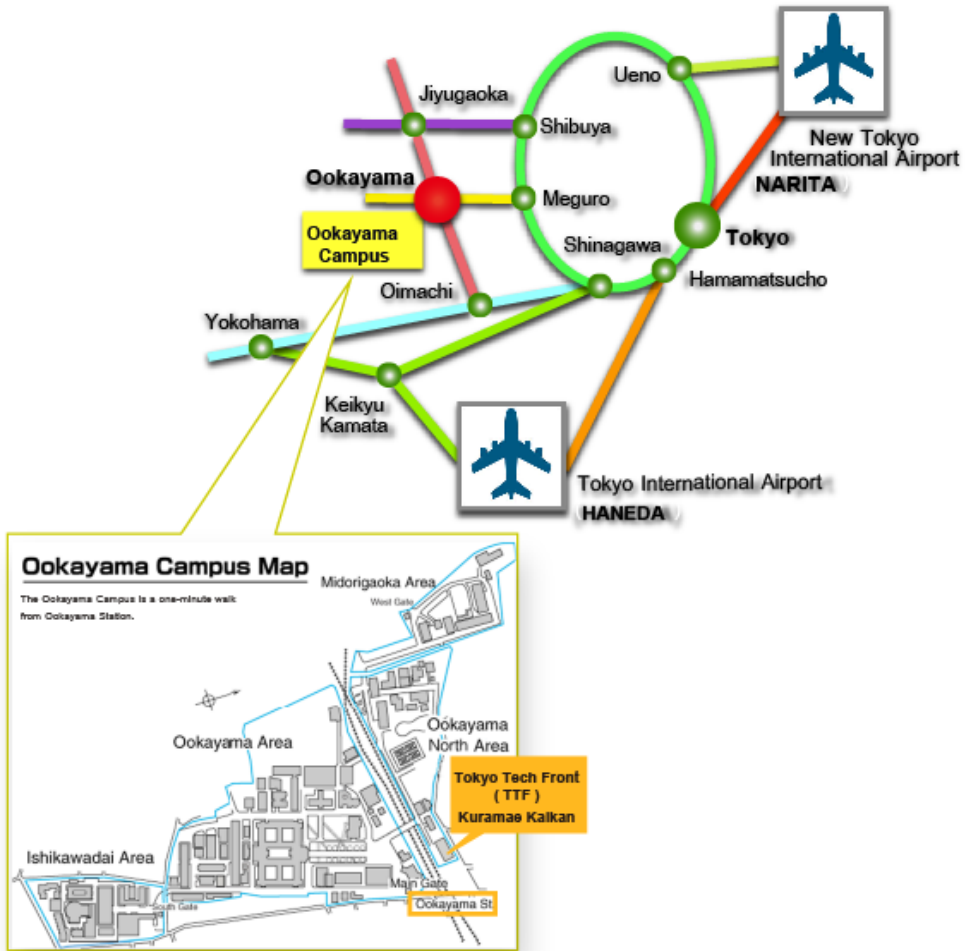 Ueno
Jiyugaoka
Shibuya
New Tokyo
International Airport
NARITA
Ookayama
Meguro
Ookayama
Campus
Shinagawa
Tokyo
Oimachi
Hamamatsucho
Yokohama
Keikyu
Kamata
Tokyo International Airport
(HANEDA )
Ookayama Campus Map
The Ookayama Campus is a one-minute walk
from Ookayama Station.
Midorigaoka Area
West Gate
Ookayama Area
Ookayama
North Area
Tokyo Tech Front
( TTF )
Kuramae Kaikan
Ishikawadai Area
Main Gate
South Gate
Ookayama St.